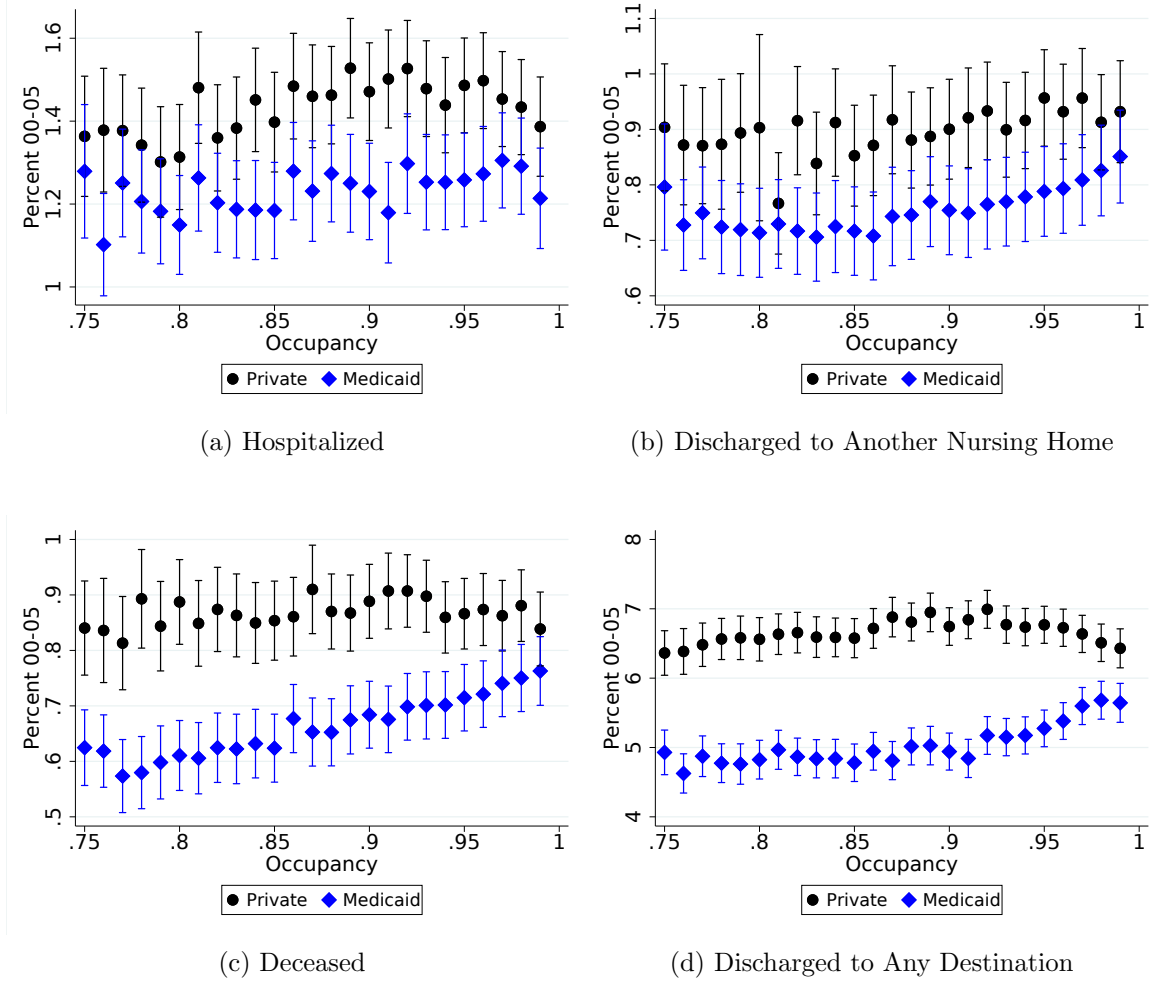 Percent 00-05
1 1.2 1.4 1.6
.75 .8 .85 .9 .95 1
Occupancy
Private Medicaid
(a) Hospitalized
Percent 00-05
.6 .7 .8 .9 1 1.1
.75 .8 .85 .9 .95 1
Occupancy
Private Medicaid
(b) Discharged to Another Nursing Home
Percent 00-05
.5 .6 .7 .8 .9 1
.75 .8 .85 .9 .95 1
Occupancy
Private Medicaid
(c) Deceased
Percent 00-05
4 5 6 7 8
.75 .8 .85 .9 .95 1
Occupancy
Private Medicaid
(d) Discharged to Any Destination